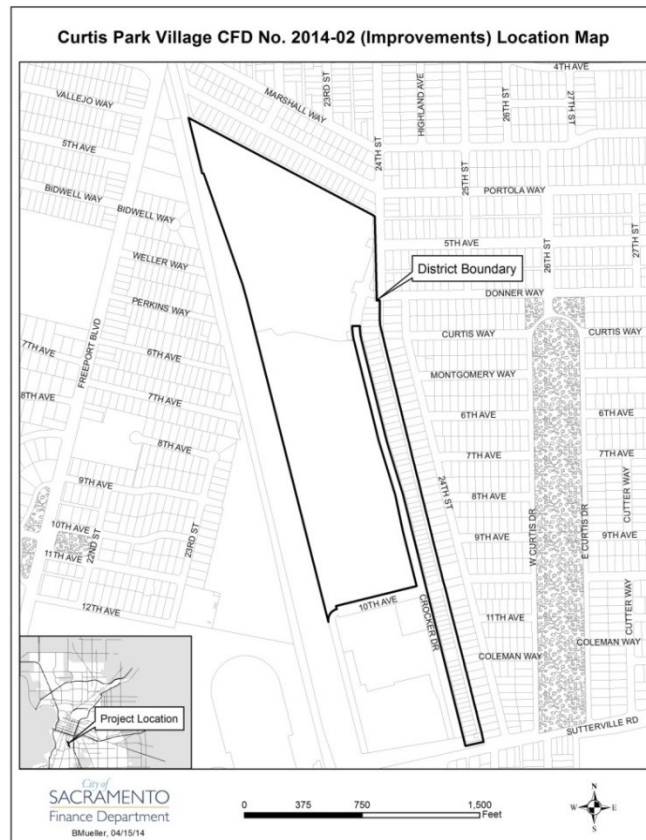 Curtis Park Village CFD No. 2014-02 (Improvements) Location Map
4TH AVE
VALLEJO WAY
MARSHALL WAY
23RD ST
HIGHLAND AVE
26TH ST
27TH ST
5TH AVE
24TH ST
25TH ST
PORTOLA WAY
BIDWELL WAY
BIDWELL WAY
5TH AVE
26TH ST
27TH ST
WELLER WAY
District Boundary
DONNER WAY
PERKINS WAY
CURTIS WAY
CURTIS WAY
FREEPORT BLVD
7TH AVE
6TH AVE
MONTGOMERY WAY
8TH AVE
7TH AVE
6TH AVE
6TH AVE
8TH AVE
7TH AVE
7TH AVE
9TH AVE
24TH ST
8TH AVE
W CURTIS DR
E CURTIS DR
CUTTER WAY
10TH AVE
22ND ST
23RD ST
9TH AVE
9TH AVE
11TH AVE
12TH AVE
10TH AVE
CROCKER DR
11TH AVE
CUTTER WAY
COLEMAN WAY
COLEMAN WAY
Project Location
SUTTERVILLE RD
City of
SACRAMENTO
Finance Department
BMueller, 04/15/14
0 375 750 1,500
Feet
N
W E
S